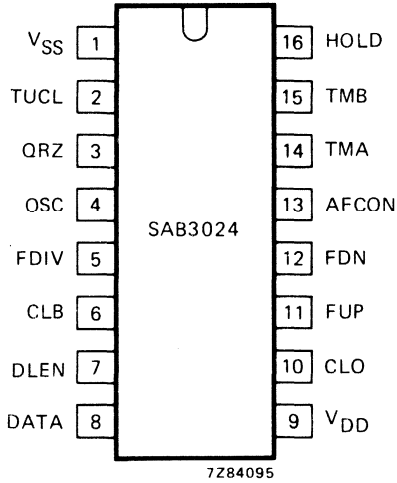 VSS 1 16 HOLD
TUCL 2 15 TMB
QRZ 3 14 TMA
OSC 4 13 AFCON
SAB3024
FDIV 5 12 FDN
CLB 6 11 FUP
DLEN 7 10 CLO
DATA 8 9 VDD
7Z84095